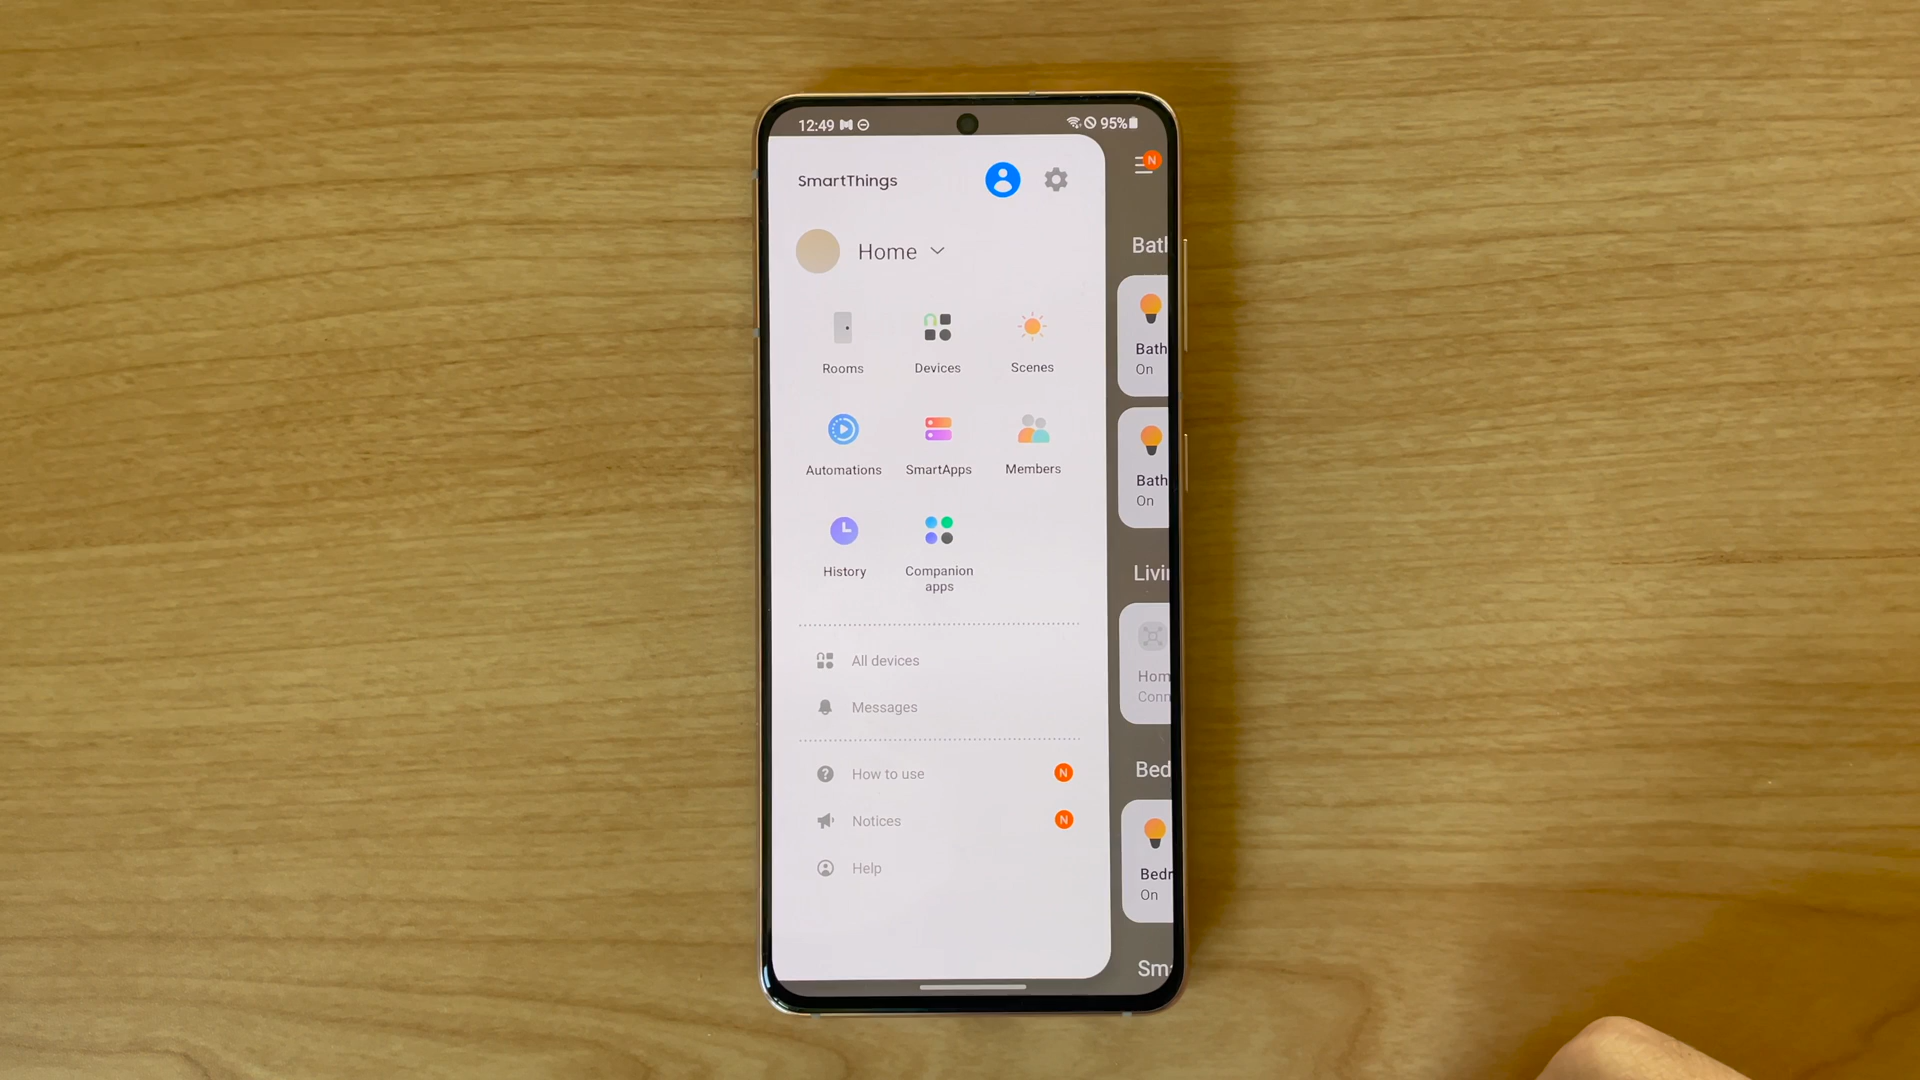 12:49
95%
SmartThings
N
Home
Rooms
Devices
Scenes
Automations
SmartApps
Members
History
Companion
apps
All devices
Messages
How to use
N
Notices
N
Help
Bath
Bath
On
Bath
On
Livi
Hom
Conn
Bed
Bedr
On
Sma